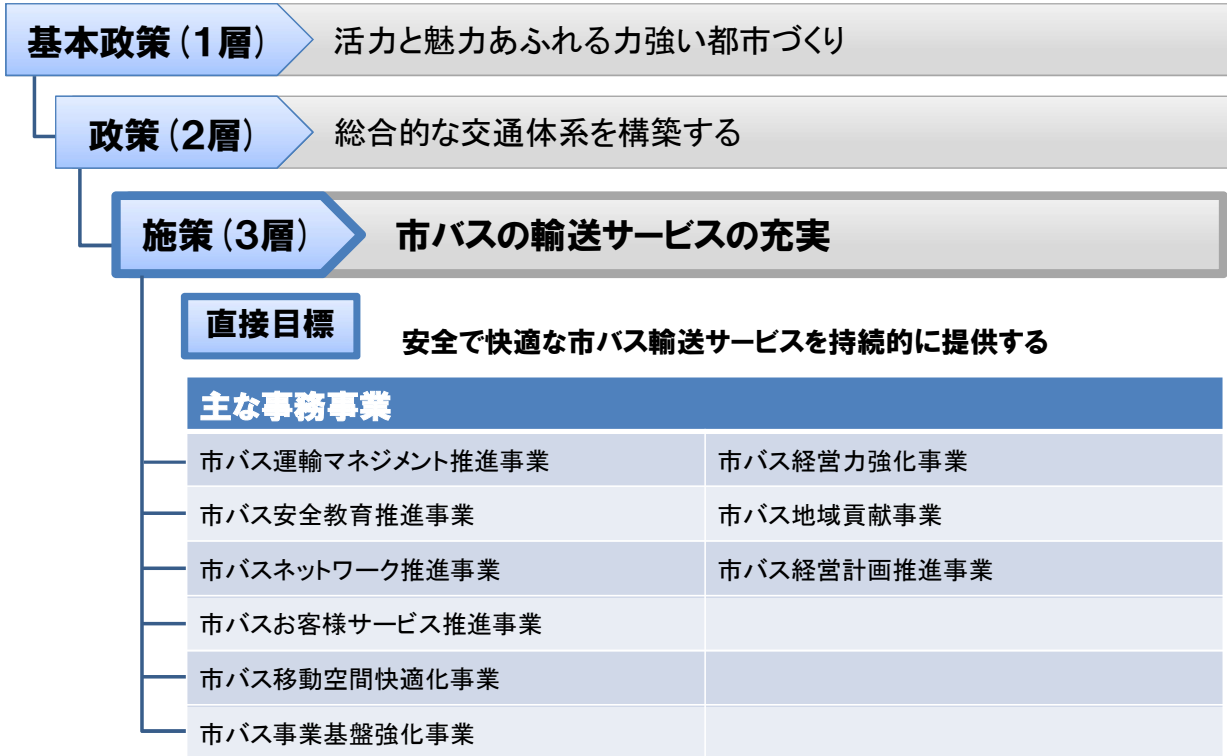 基本政策(1層)
活力と魅力あふれる力強い都市づくり
政策(2層)
総合的な交通体系を構築する
施策(3層)
市バスの輸送サービスの充実
直接目標
安全で快適な市バス輸送サービスを持続的に提供する
主な事務事業
市バス運輸マネジメント推進事業
市バス経営力強化事業
市バス安全教育推進事業
市バス地域貢献事業
市バスネットワーク推進事業
市バス経営計画推進事業
市バスお客様サービス推進事業
市バス移動空間快適化事業
市バス事業基盤強化事業